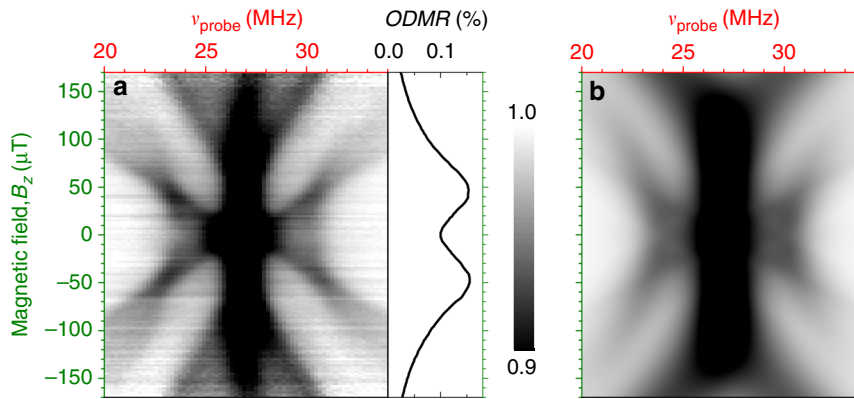 ν_probe (MHz)
ODMR (%)
ν_probe (MHz)
20 25 30
0.0 0.1
20 25 30
a
b
Magnetic field, B_z (μT)
150
100
50
0
−50
−100
−150
1.0
0.9